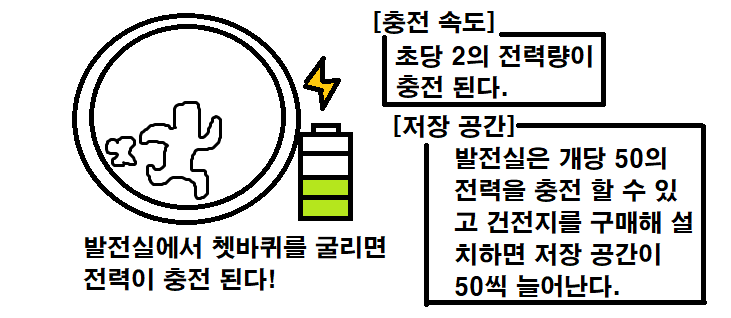 [충전 속도]
초당 2의 전력량이
충전 된다.
[저장 공간]
발전실은 개당 50의
전력을 충전 할 수 있
고 건전지를 구매해 설
치하면 저장 공간이
50씩 늘어난다.
발전실에서 쳇바퀴를 굴리면
전력이 충전 된다!